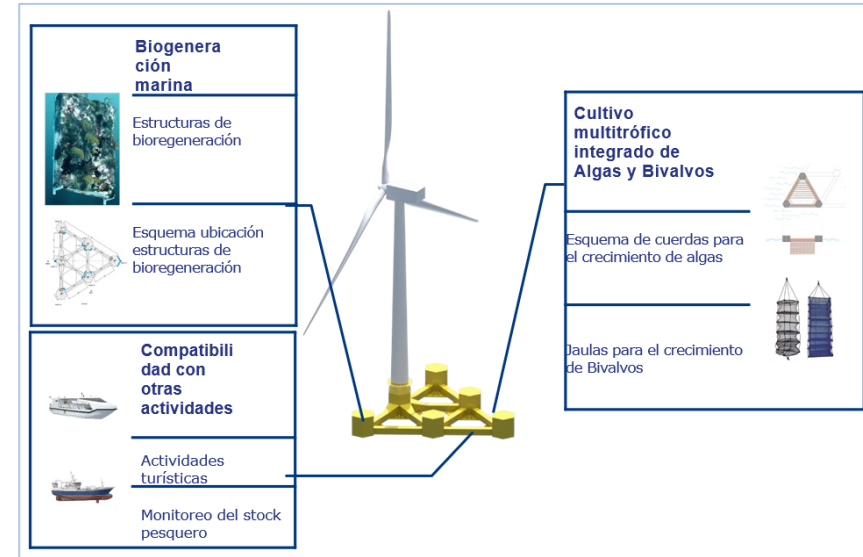 Biogenera
ción
marina
Estructuras de
bioregeneración
Esquema ubicación
estructuras de
bioregeneración
Compatibili
dad con
otras
actividades
Actividades
turísticas
Monitoreo del stock
pesquero
Cultivo
multitrófico
integrado de
Algas y Bivalvos
Esquema de cuerdas para
el crecimiento de algas
Jaulas para el crecimiento
de Bivalvos